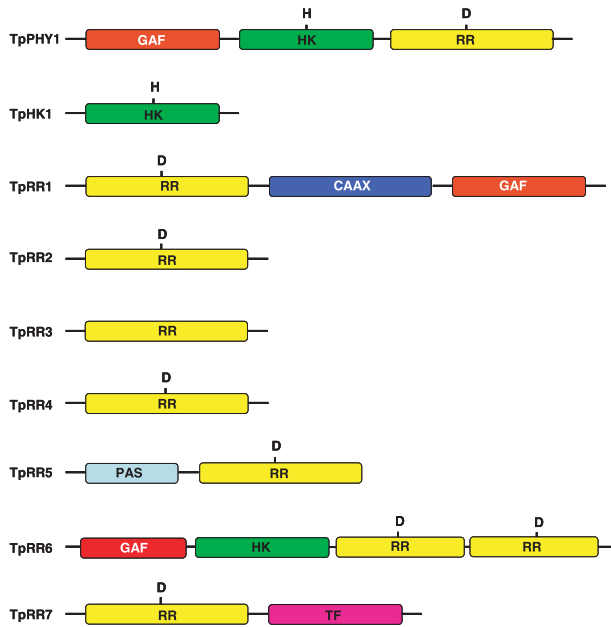 H D
TpPHY1 GAF HK RR
H
TpHK1 HK
D
TpRR1 RR CAAX GAF
D
TpRR2 RR
TpRR3 RR
D
TpRR4 RR
D
TpRR5 PAS RR
D D
TpRR6 GAF HK RR RR
D
TpRR7 RR TF